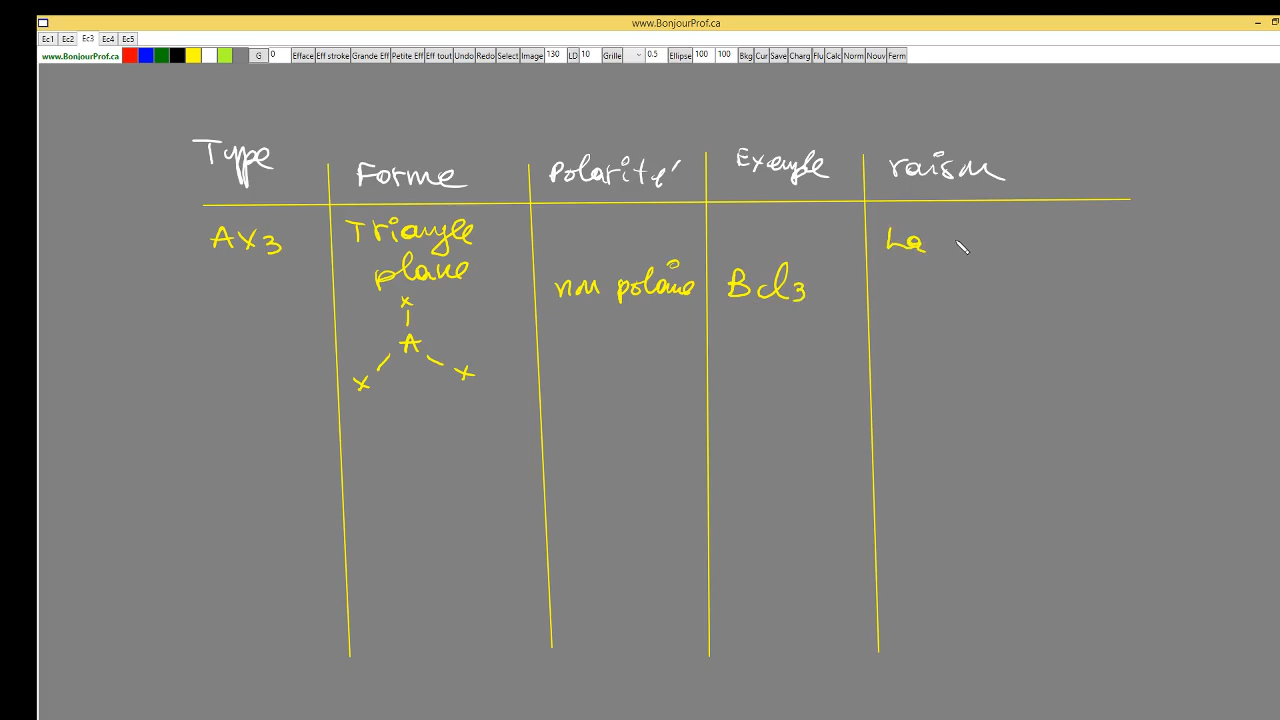 www.BonjourProf.ca
Ec1 Ec2 Ec3 Ec4 Ec5
www.BonjourProf.ca G 0 Efface Eff stroke Grande Eff Petite Eff Eff tout Undo Redo Select Image 130 LD 10 Grille 0.5 Ellipse 100 100 Bkg Cur Save Charg Flu Calc Norm Nouv Ferm
Type Forme Polarité Exemple raison
AX3 Triangle La
plane
non polaire BCl3
x
A
x x